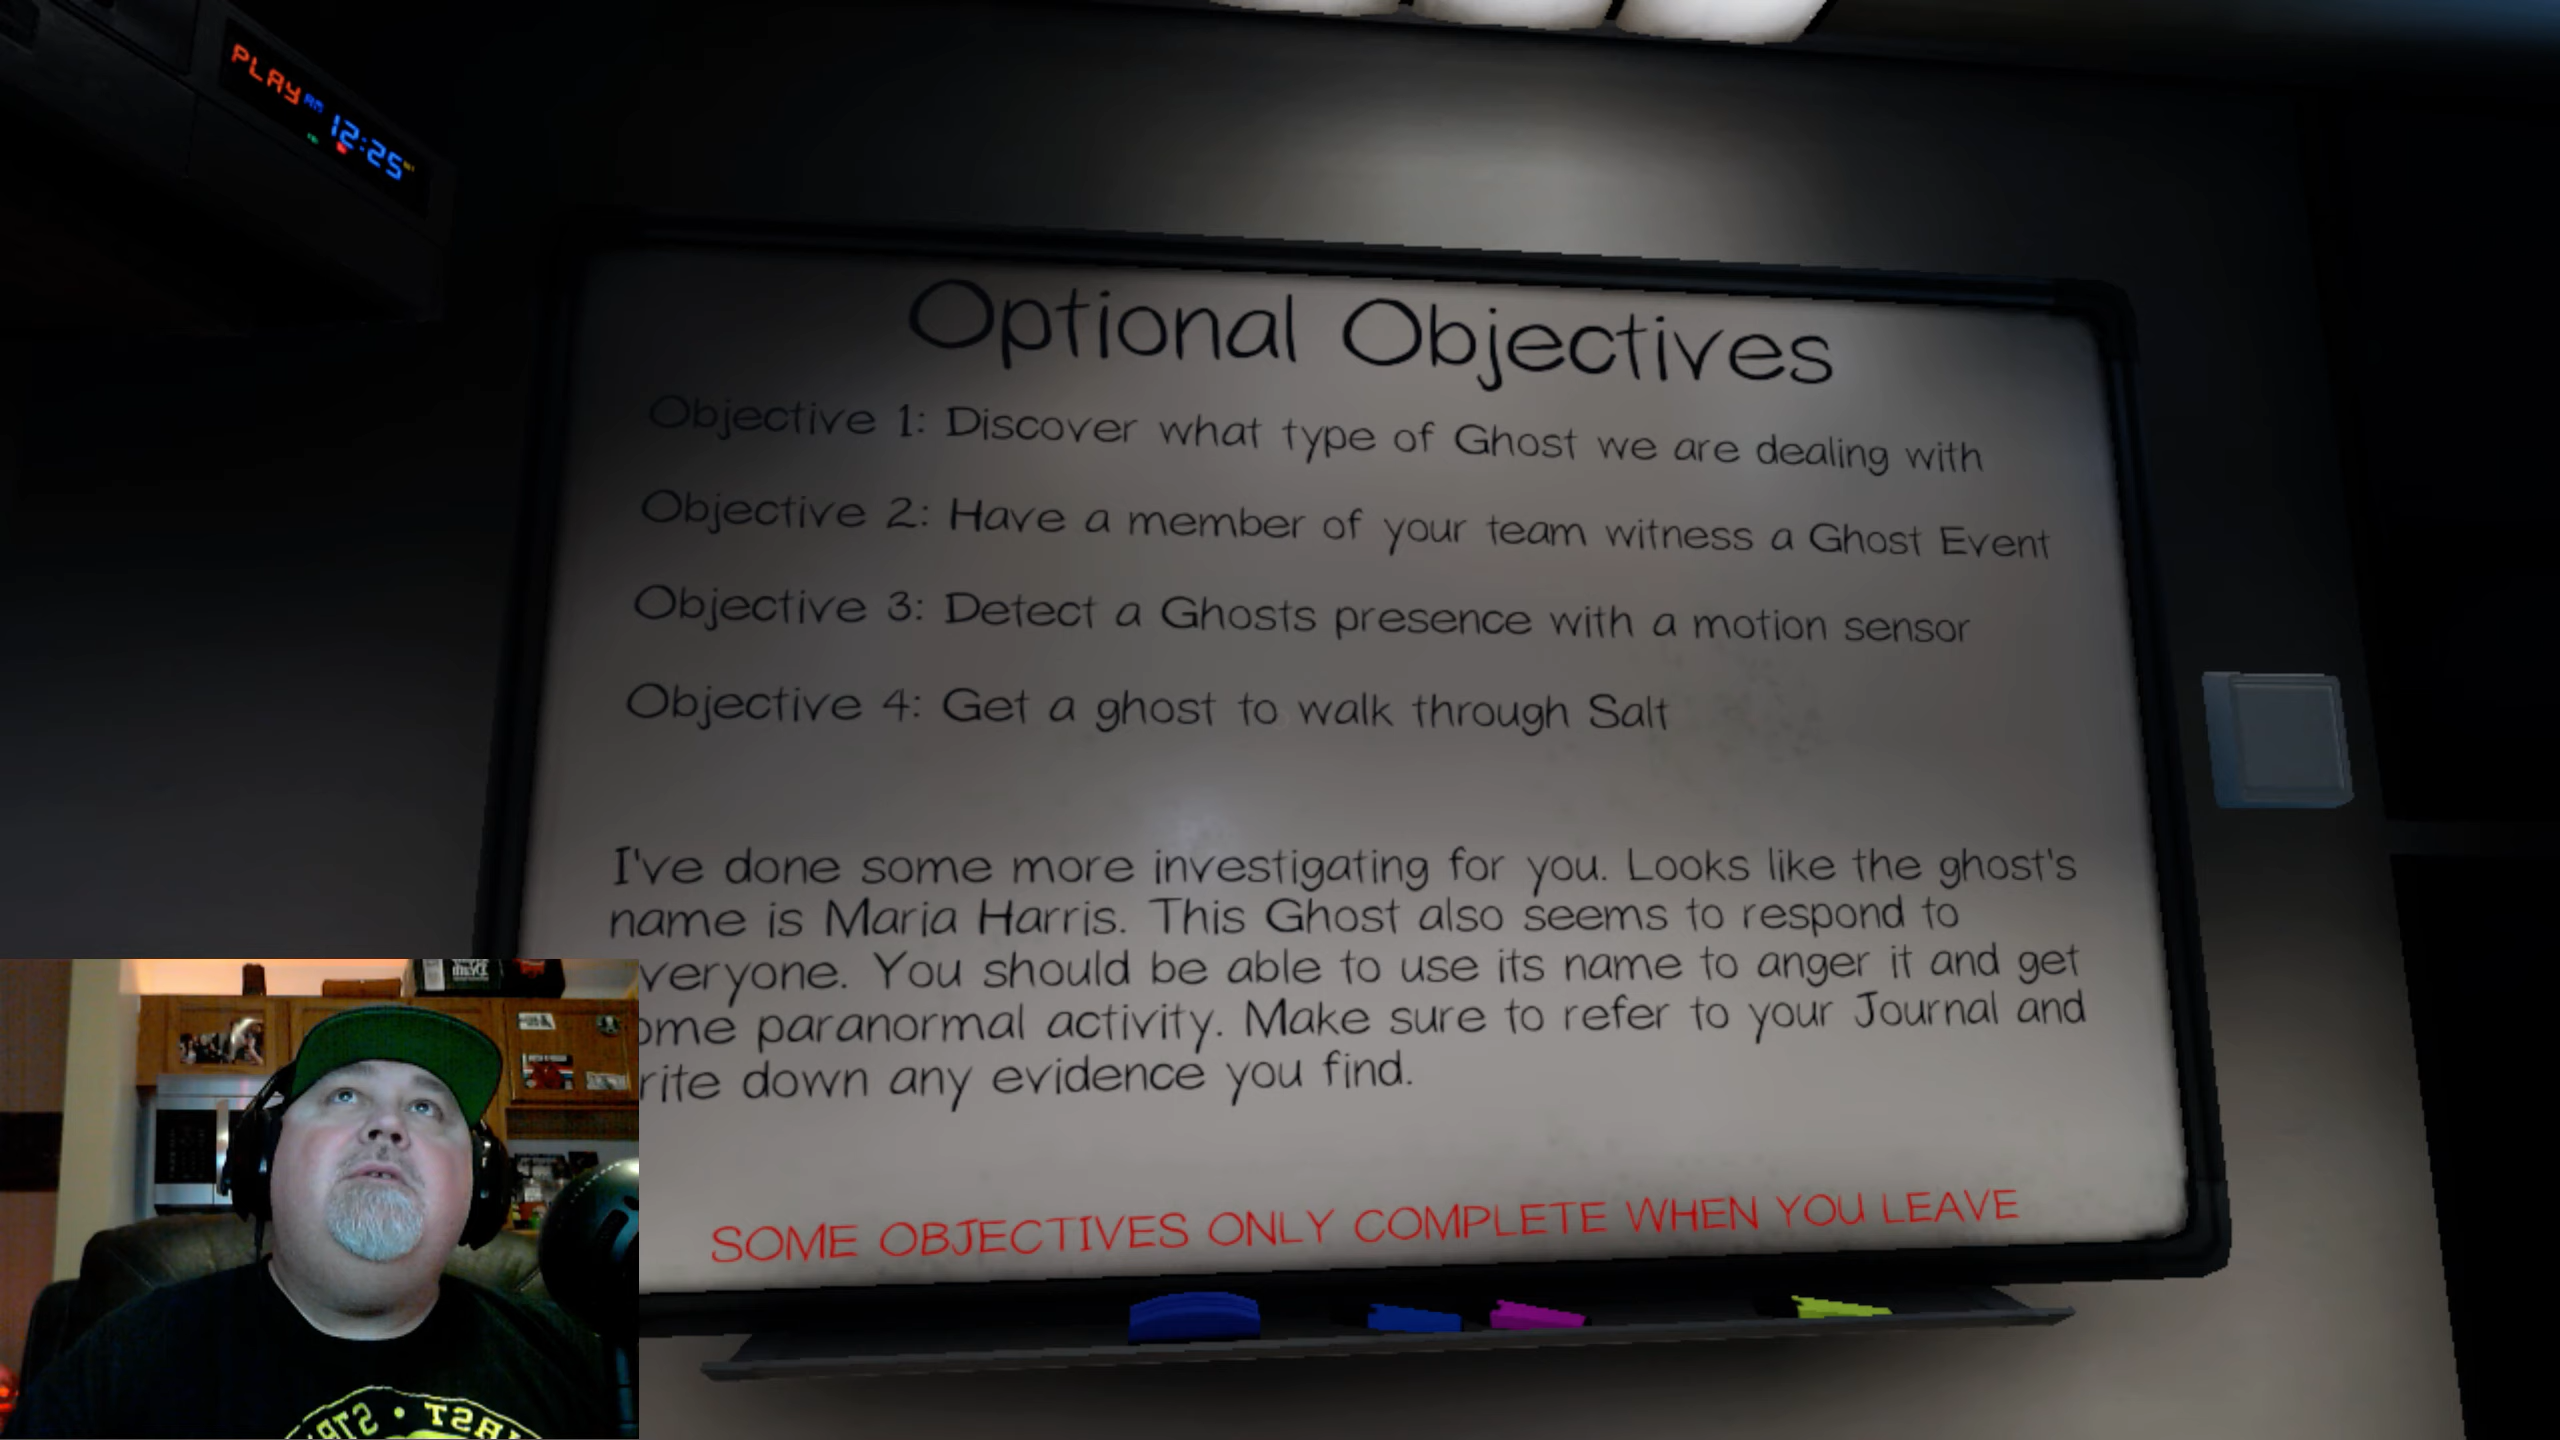 PLAY AM 12:25
Optional Objectives
Objective 1: Discover what type of Ghost we are dealing with
Objective 2: Have a member of your team witness a Ghost Event
Objective 3: Detect a Ghosts presence with a motion sensor
Objective 4: Get a ghost to walk through Salt
I've done some more investigating for you. Looks like the ghost's
name is Maria Harris. This Ghost also seems to respond to
veryone. You should be able to use its name to anger it and get
ome paranormal activity. Make sure to refer to your Journal and
rite down any evidence you find.
SOME OBJECTIVES ONLY COMPLETE WHEN YOU LEAVE